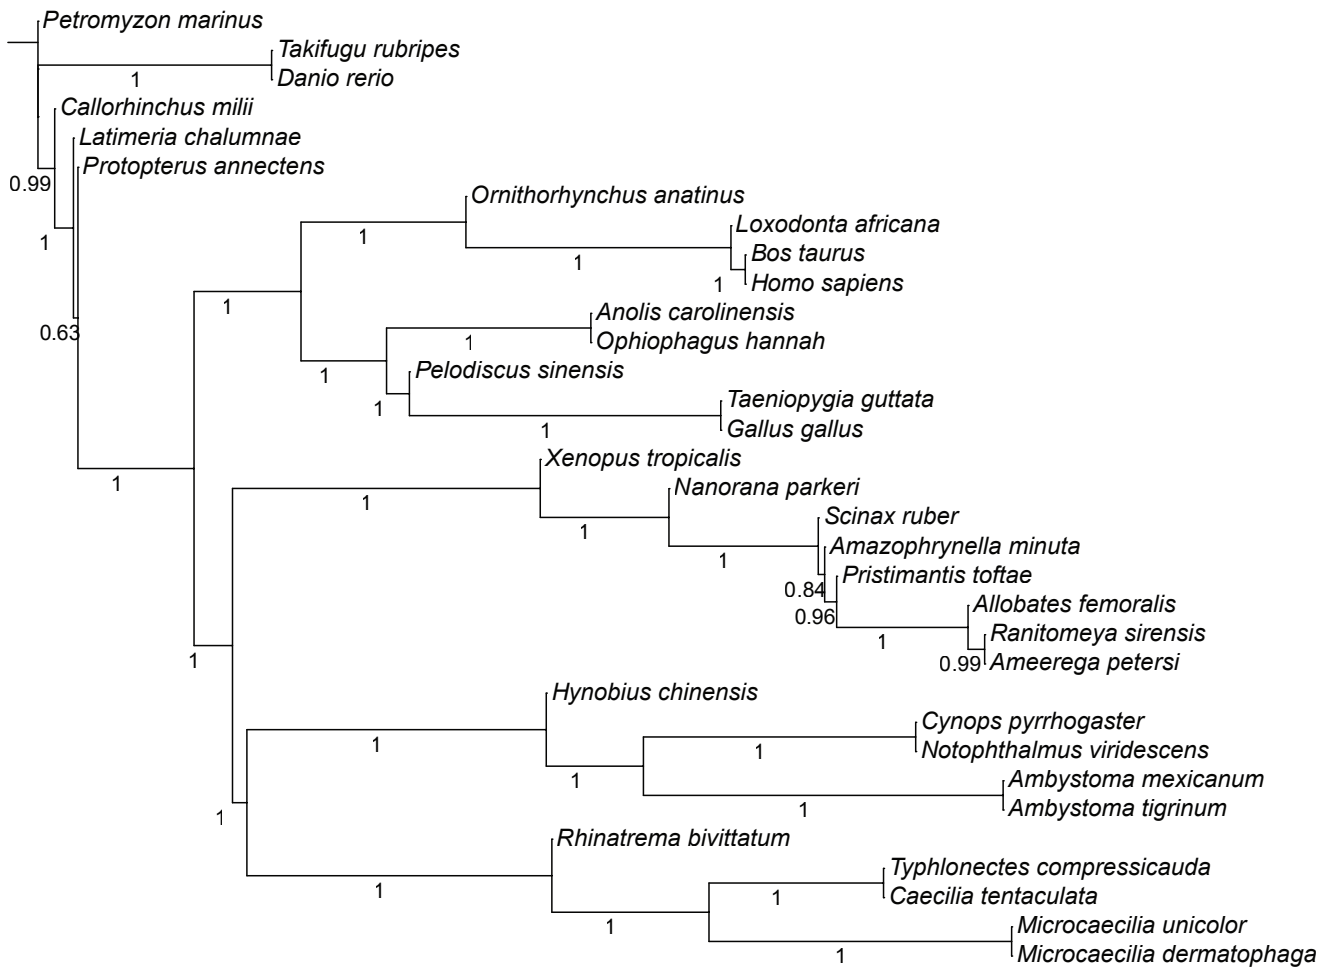 Petromyzon marinus
Takifugu rubripes
1
Danio rerio
Callorhinchus milii
Latimeria chalumnae
Protopterus annectens
0.99
Ornithorhynchus anatinus
Loxodonta africana
1
1
Bos taurus
1
Homo sapiens
1
1
Anolis carolinensis
0.63
1
Ophiophagus hannah
Pelodiscus sinensis
1
Taeniopygia guttata
1
Gallus gallus
1
Xenopus tropicalis
1
Nanorana parkeri
1
Scinax ruber
1
Amazophrynella minuta
1
Pristimantis toftae
0.84
Allobates femoralis
0.96
Ranitomeya sirensis
1
Ameerega petersi
0.99
1
Hynobius chinensis
Cynops pyrrhogaster
1
Notophthalmus viridescens
1
Ambystoma mexicanum
1
Ambystoma tigrinum
1
1
Rhinatrema bivittatum
Typhlonectes compressicauda
1
Caecilia tentaculata
1
Microcaecilia unicolor
1
Microcaecilia dermatophaga
1